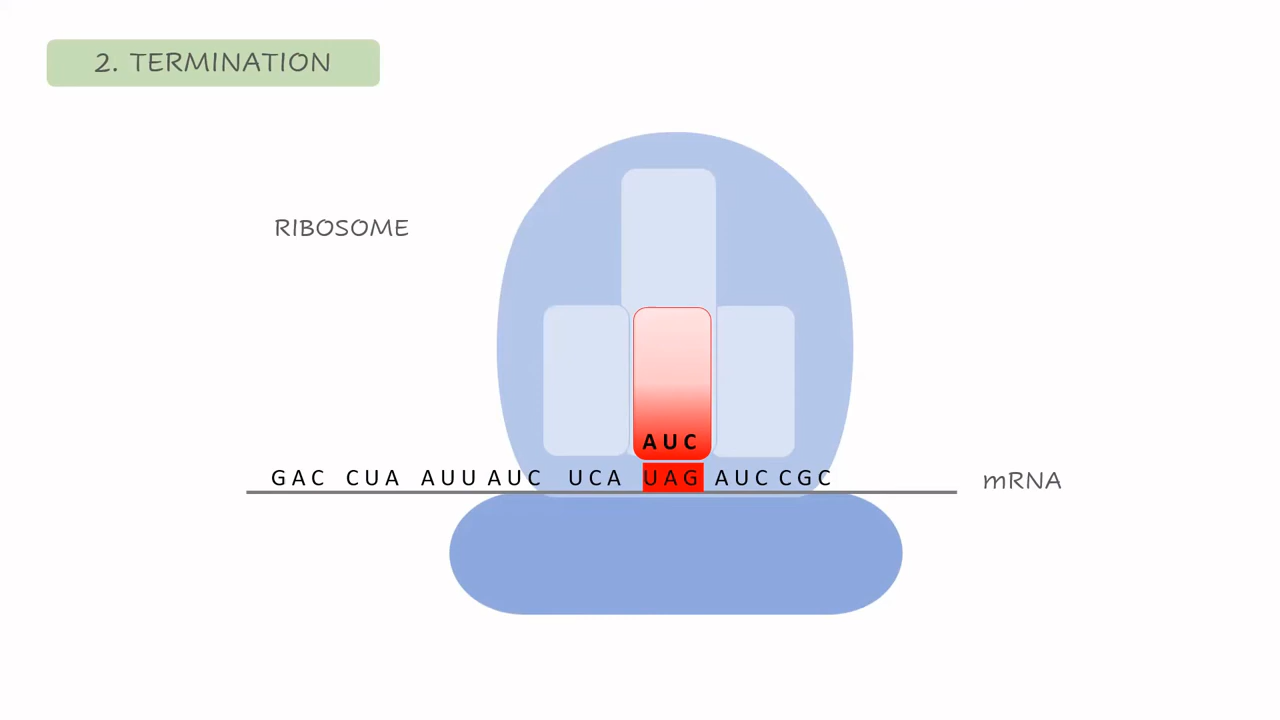 2. TERMINATION
RIBOSOME
AUC
GAC CUA AUU AUC UCA UAG AUC CGC
mRNA